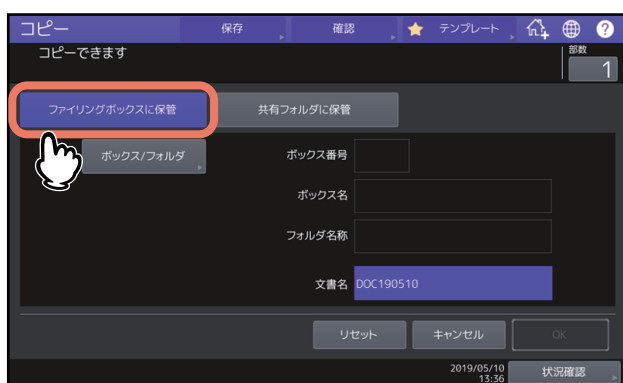 コピー 保存 確認 テンプレート
コピーできます 部数
1
ファイリングボックスに保管 共有フォルダに保管
ボックス/フォルダ ボックス番号
ボックス名
フォルダ名称
文書名 DOC190510
リセット キャンセル OK
2019/05/10
13:36 状況確認